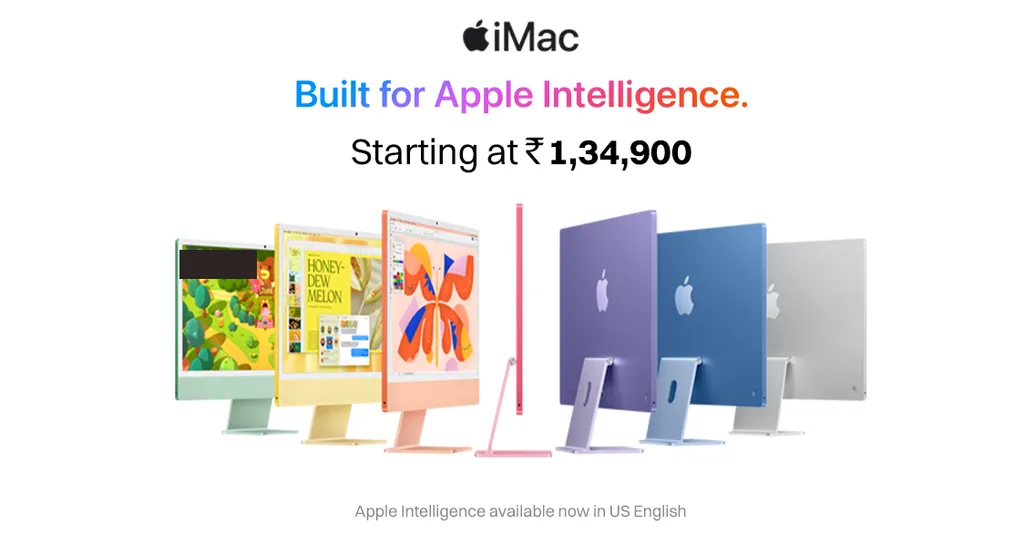 iMac
Built for Apple Intelligence.
Starting at ₹ 1,34,900
HONEY-
DEW
MELON
Apple Intelligence available now in US English